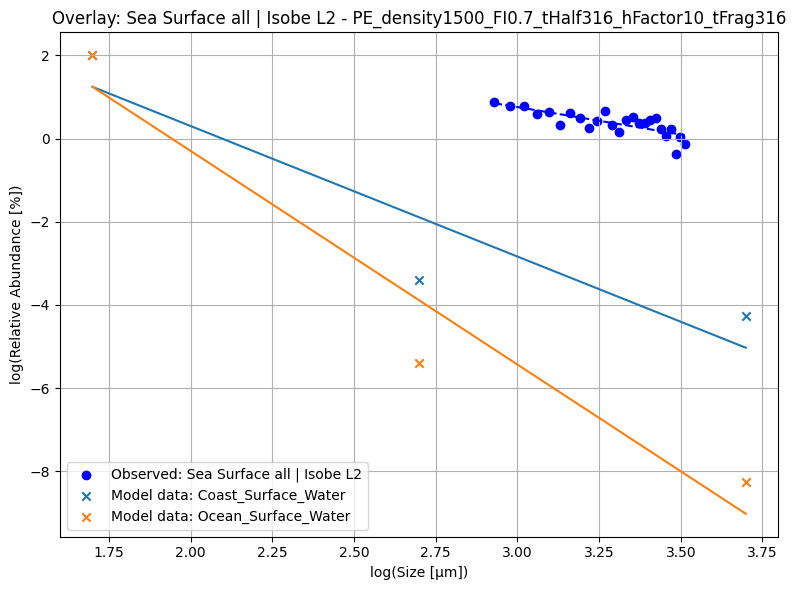 Overlay: Sea Surface all | Isobe L2 - PE_density1500_FI0.7_tHalf316_hFactor10_tFrag316
log(Relative Abundance [%])
2
0
−2
−4
−6
−8
Observed: Sea Surface all | Isobe L2
Model data: Coast_Surface_Water
Model data: Ocean_Surface_Water
1.75 2.00 2.25 2.50 2.75 3.00 3.25 3.50 3.75
log(Size [μm])